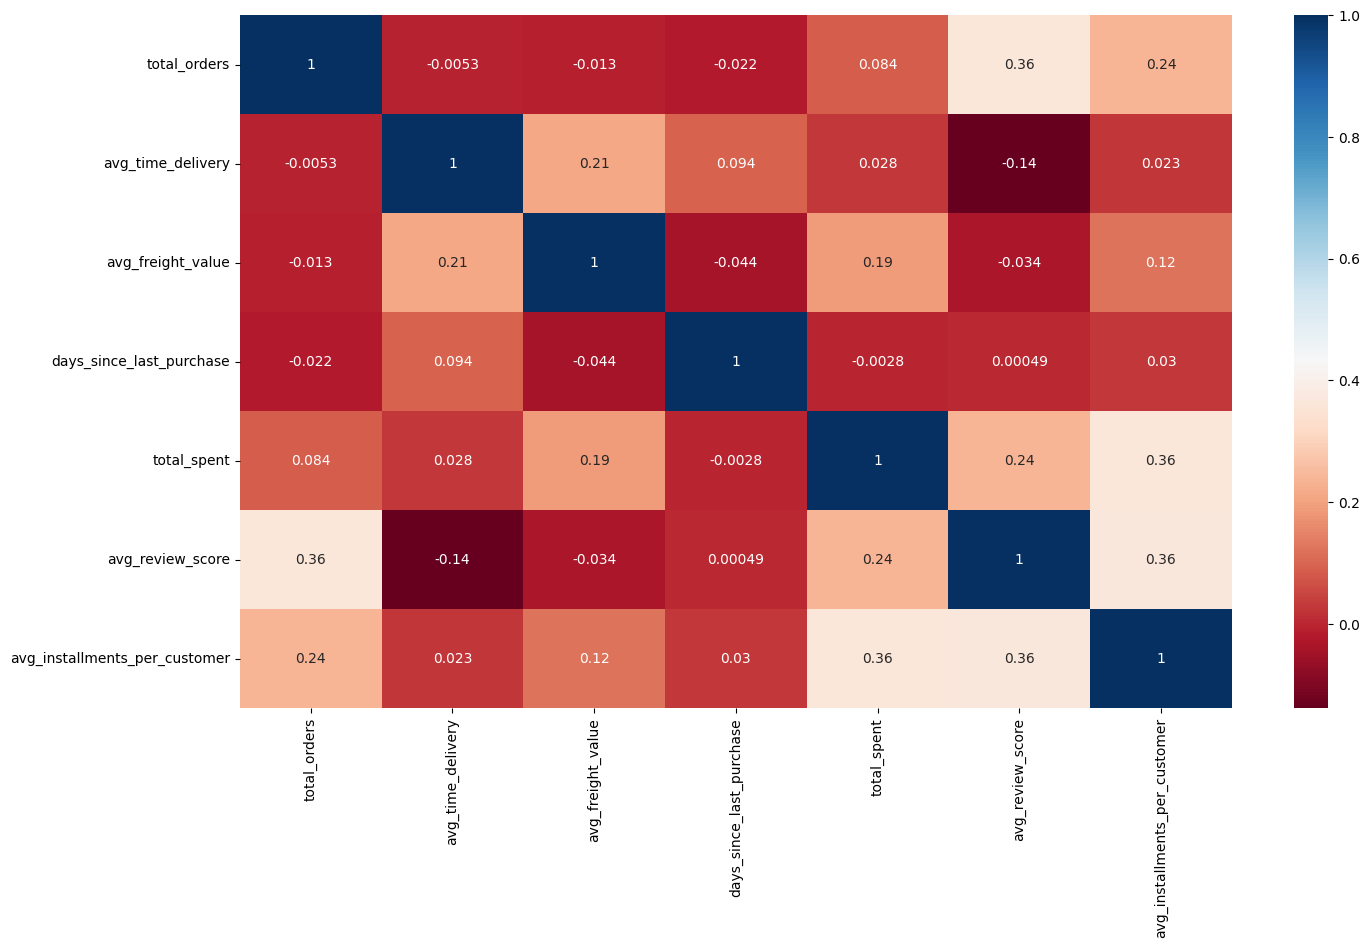 total_orders 1 -0.0053 -0.013 -0.022 0.084 0.36 0.24
avg_time_delivery -0.0053 1 0.21 0.094 0.028 -0.14 0.023
avg_freight_value -0.013 0.21 1 -0.044 0.19 -0.034 0.12
days_since_last_purchase -0.022 0.094 -0.044 1 -0.0028 0.00049 0.03
total_spent 0.084 0.028 0.19 -0.0028 1 0.24 0.36
avg_review_score 0.36 -0.14 -0.034 0.00049 0.24 1 0.36
avg_installments_per_customer 0.24 0.023 0.12 0.03 0.36 0.36 1
total_orders
avg_time_delivery
avg_freight_value
days_since_last_purchase
total_spent
avg_review_score
avg_installments_per_customer
1.0
0.8
0.6
0.4
0.2
0.0